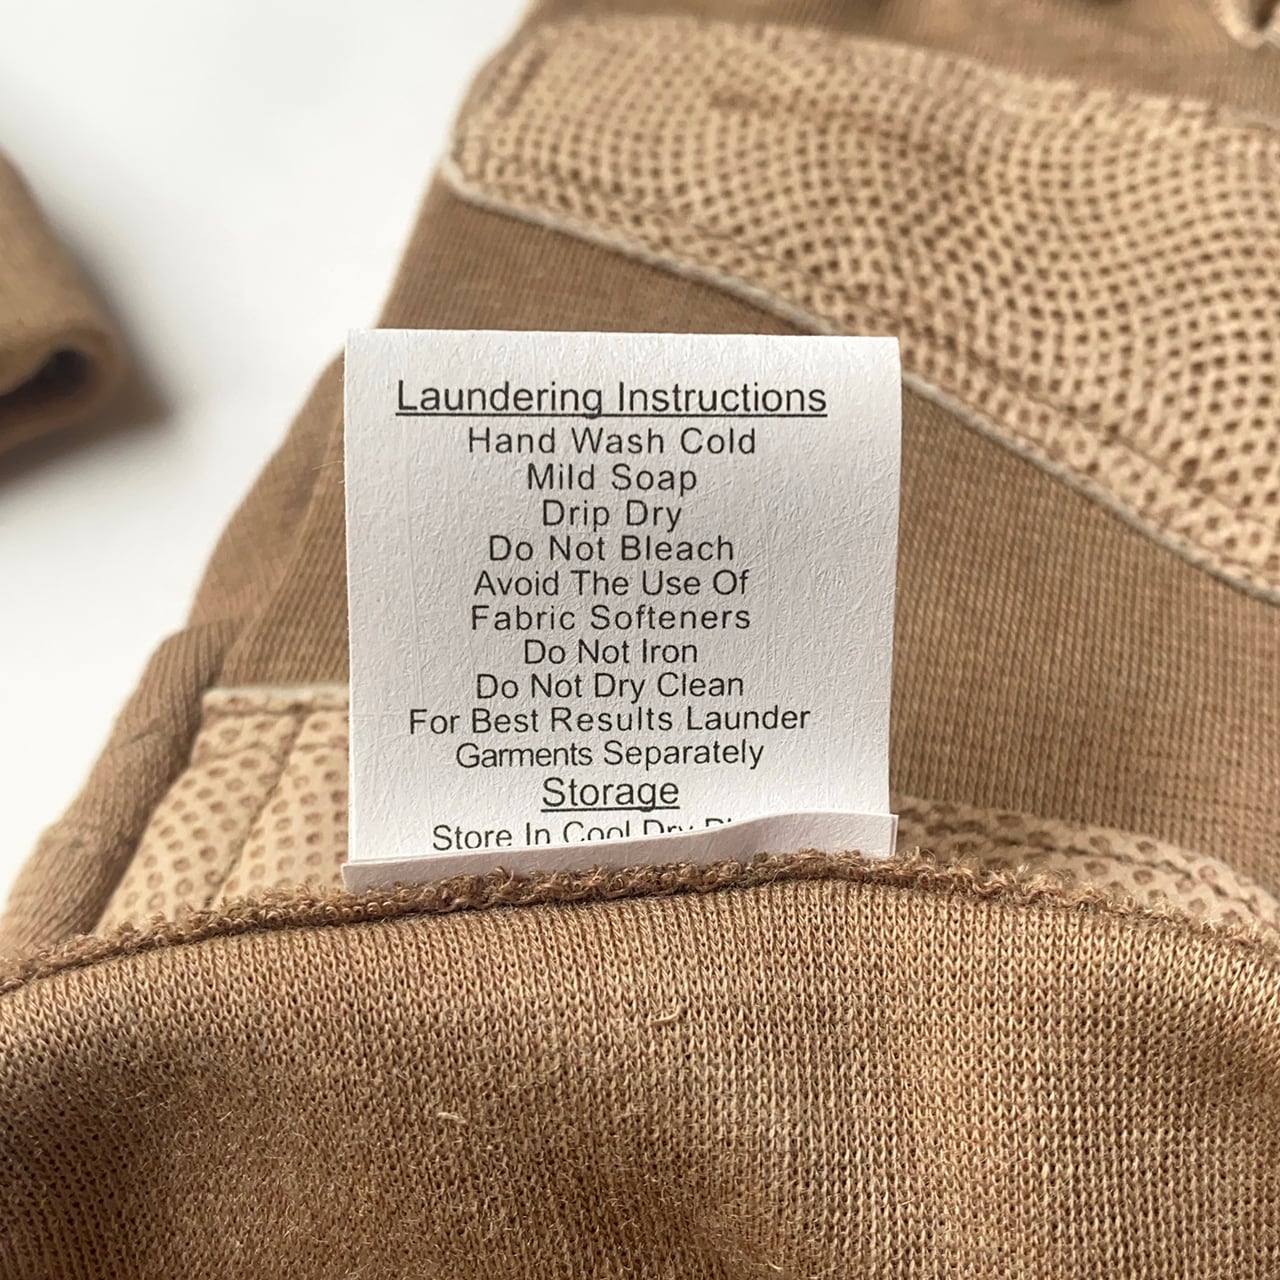 Laundering Instructions
Hand Wash Cold
Mild Soap
Drip Dry
Do Not Bleach
Avoid The Use Of
Fabric Softeners
Do Not Iron
Do Not Dry Clean
For Best Results Launder
Garments Separately
Storage
Store In Cool Dry